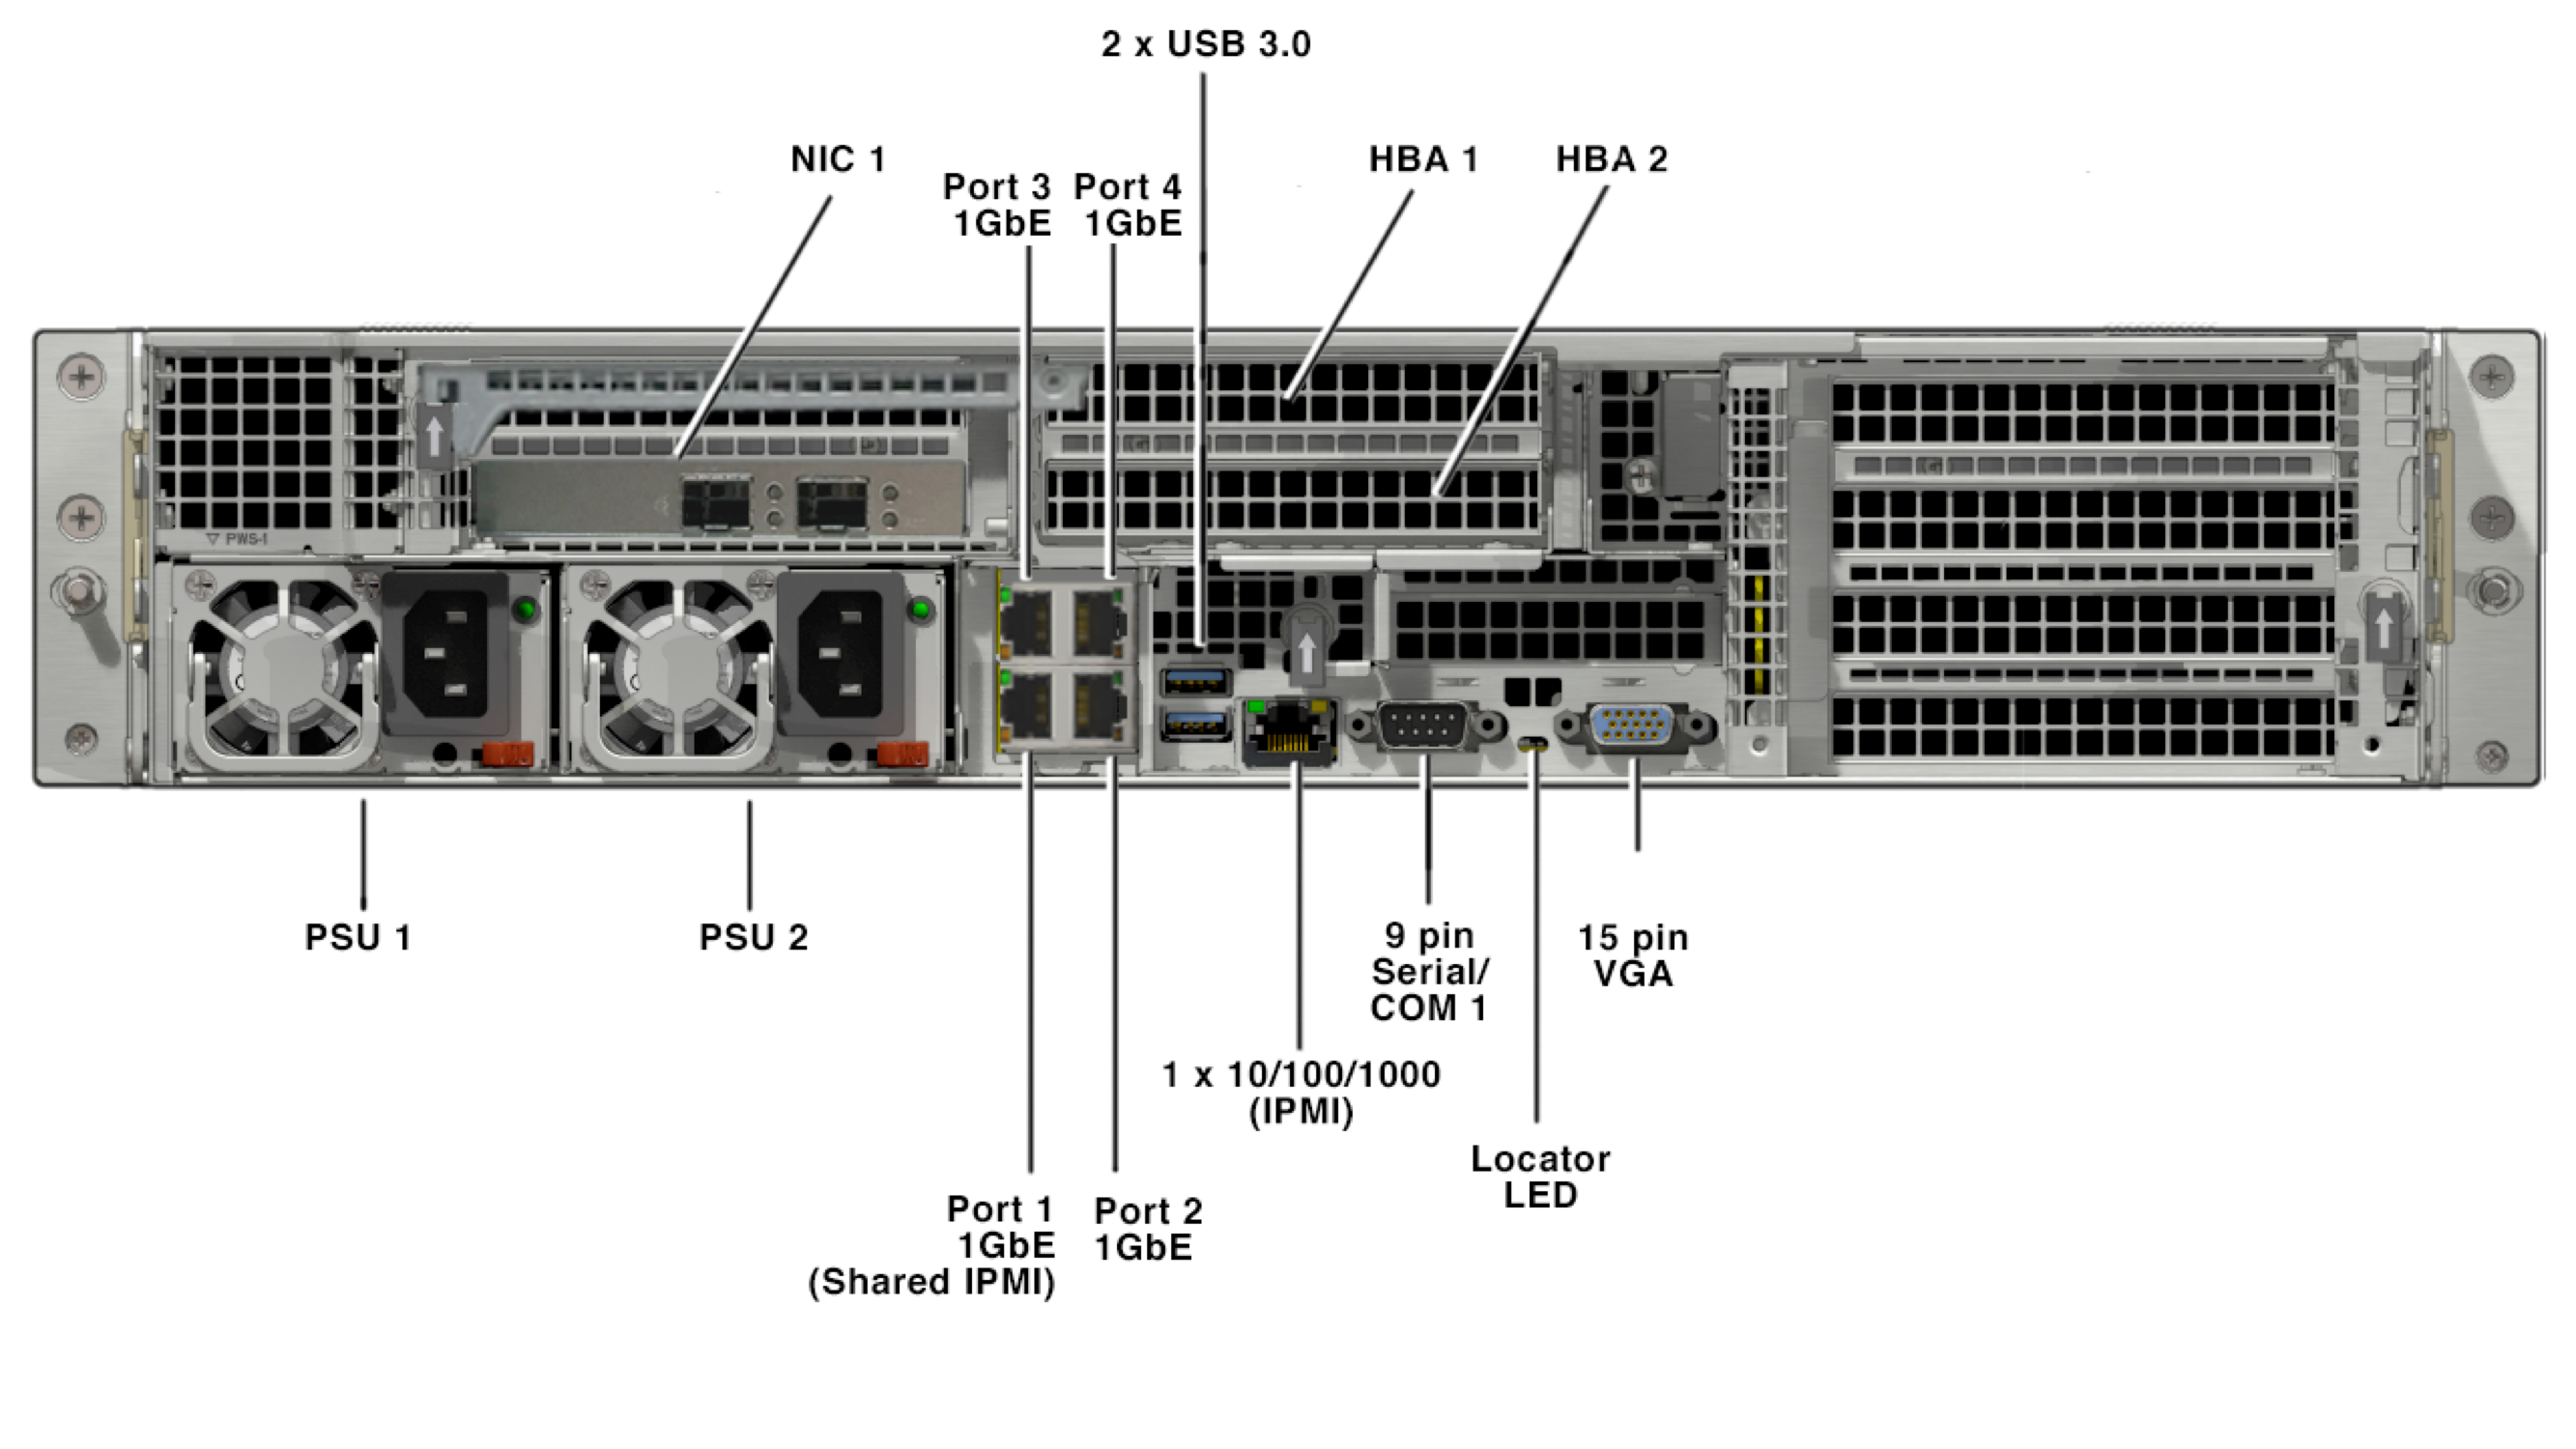 2 x USB 3.0
NIC 1
HBA 1
HBA 2
Port 3
1GbE
Port 4
1GbE
PWS-1
PSU 1
PSU 2
9 pin
Serial/
COM 1
15 pin
VGA
1 x 10/100/1000
(IPMI)
Locator
LED
Port 1
1GbE
(Shared IPMI)
Port 2
1GbE